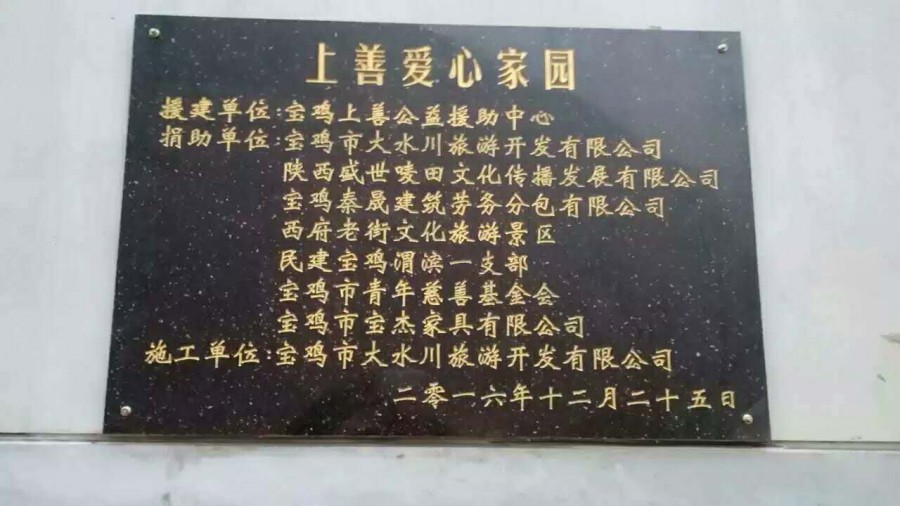 上善爱心家园
援建单位:宝鸡上善公益援助中心
捐助单位:宝鸡市大水川旅游开发有限公司
陕西盛世唛田文化传播发展有限公司
宝鸡秦晟建筑劳务分包有限公司
西府老街文化旅游景区
民建宝鸡渭滨一支部
宝鸡市青年慈善基金会
宝鸡市宝杰家具有限公司
施工单位:宝鸡市大水川旅游开发有限公司
二零一六年十二月二十五日